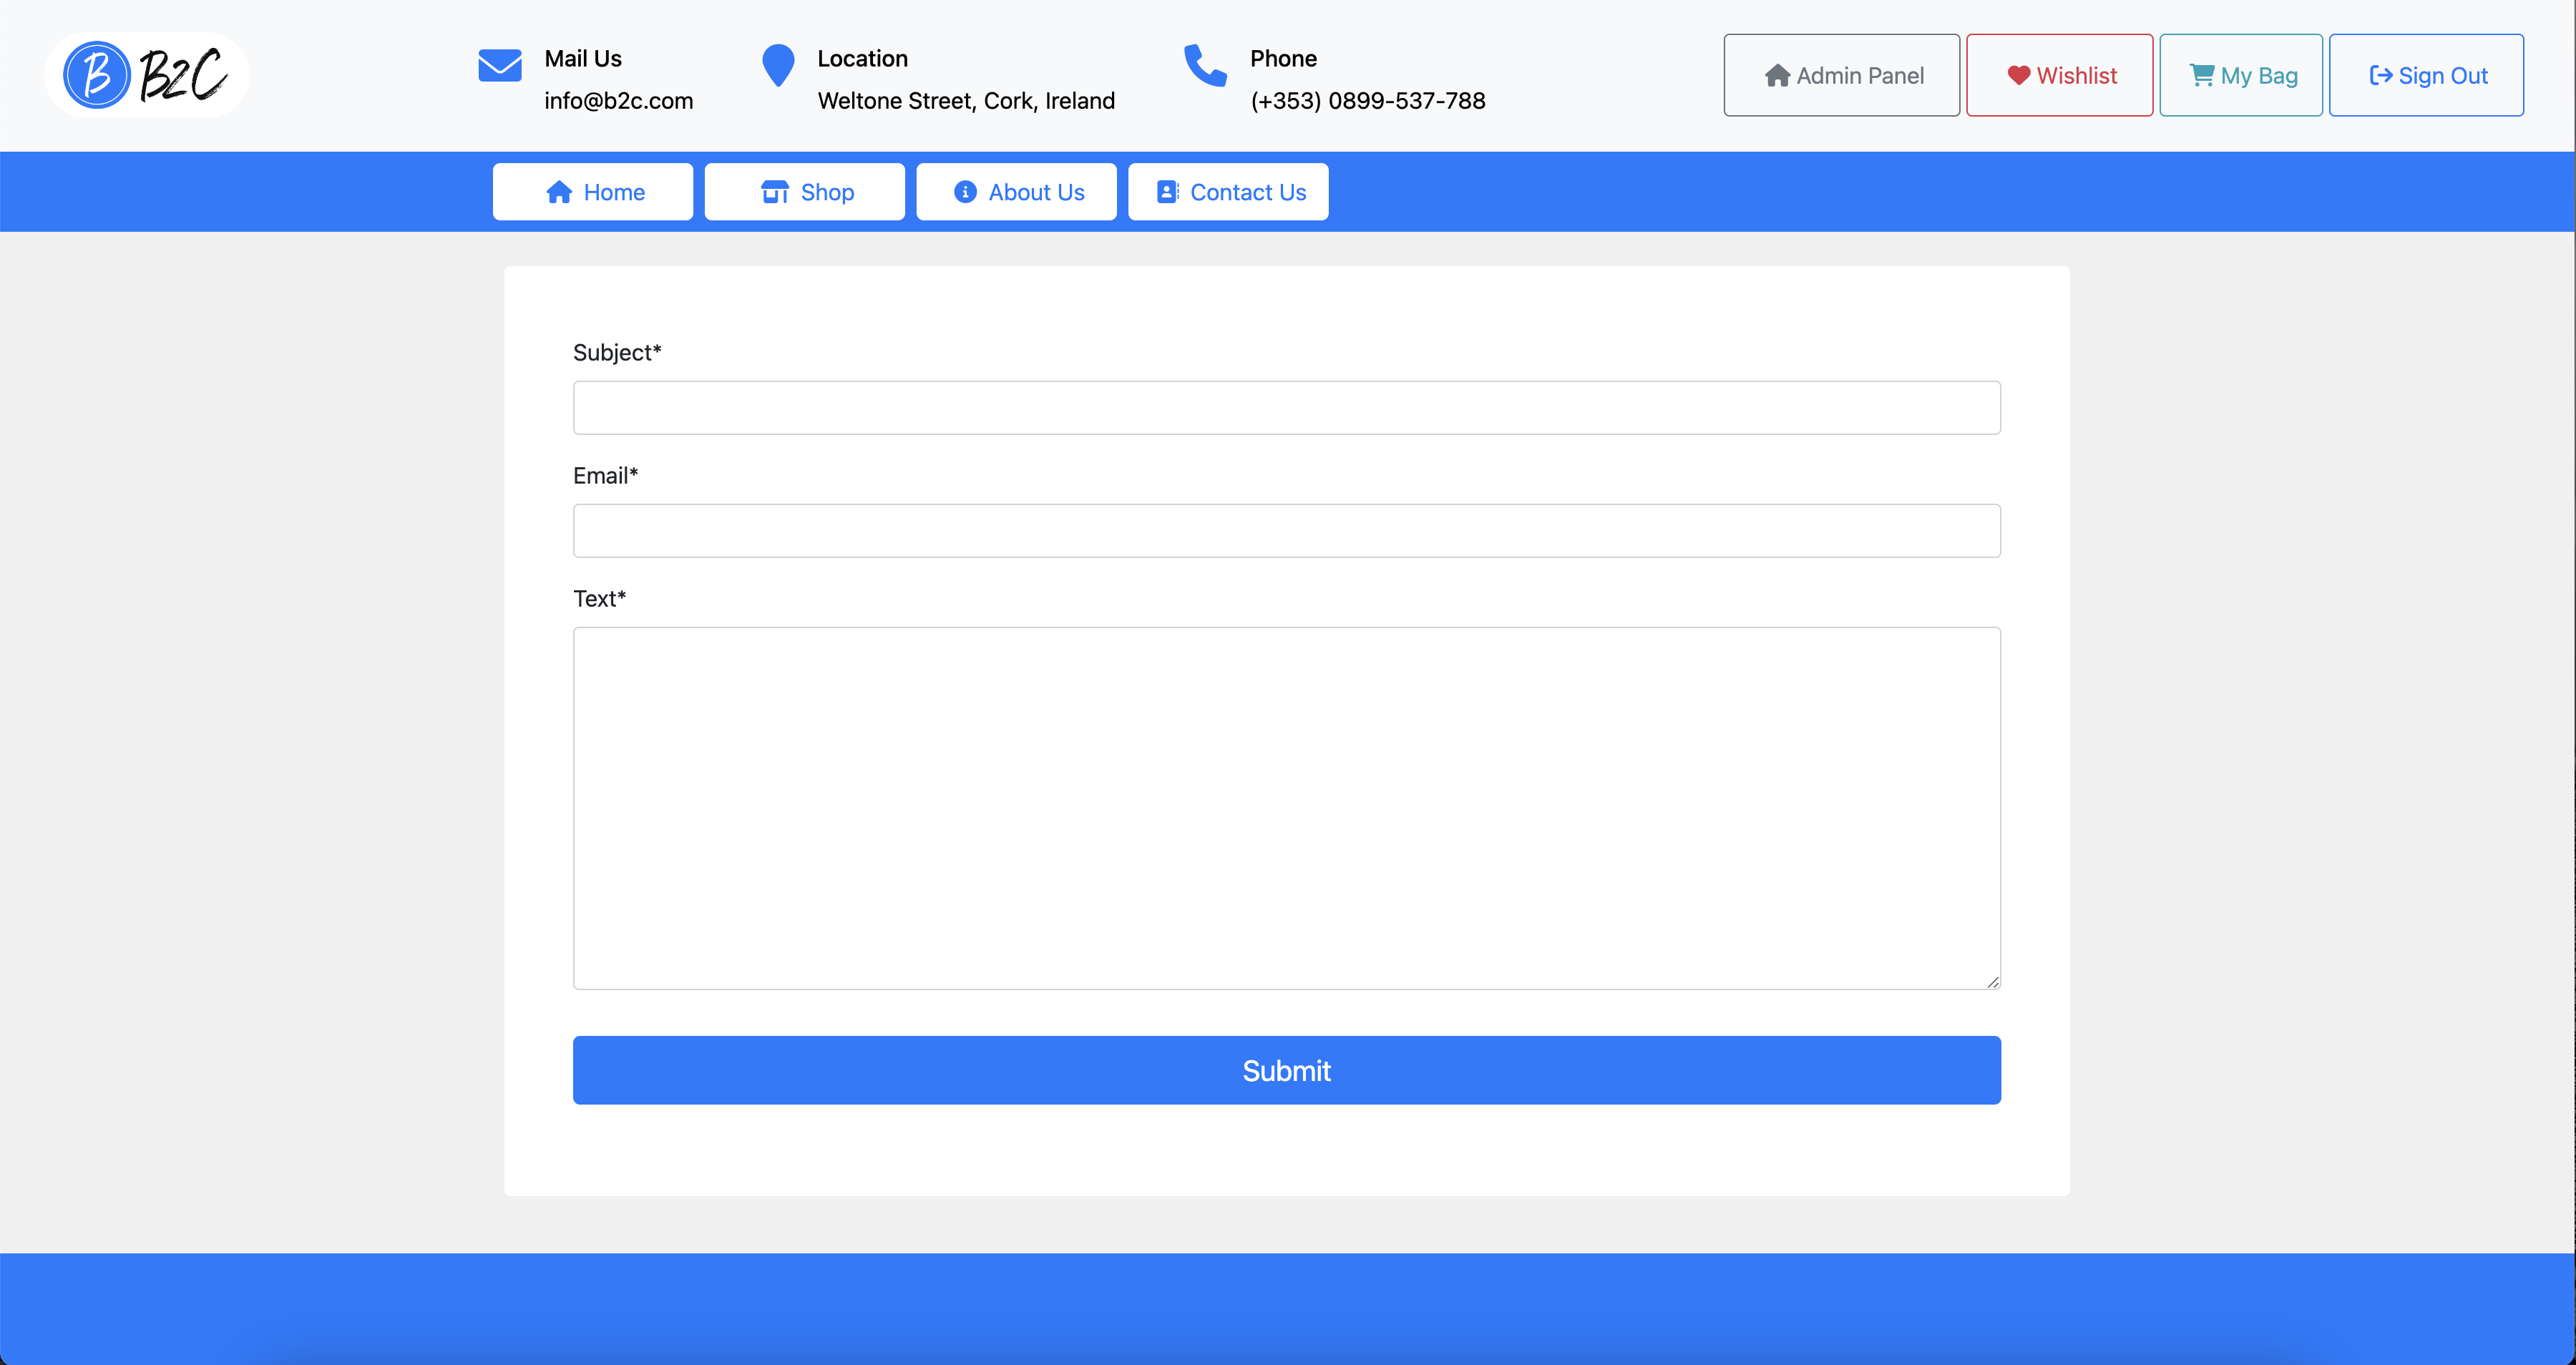 B B2C
Mail Us
info@b2c.com
Location
Weltone Street, Cork, Ireland
Phone
(+353) 0899-537-788
Admin Panel
Wishlist
My Bag
Sign Out
Home
Shop
About Us
Contact Us
Subject*
Email*
Text*
Submit